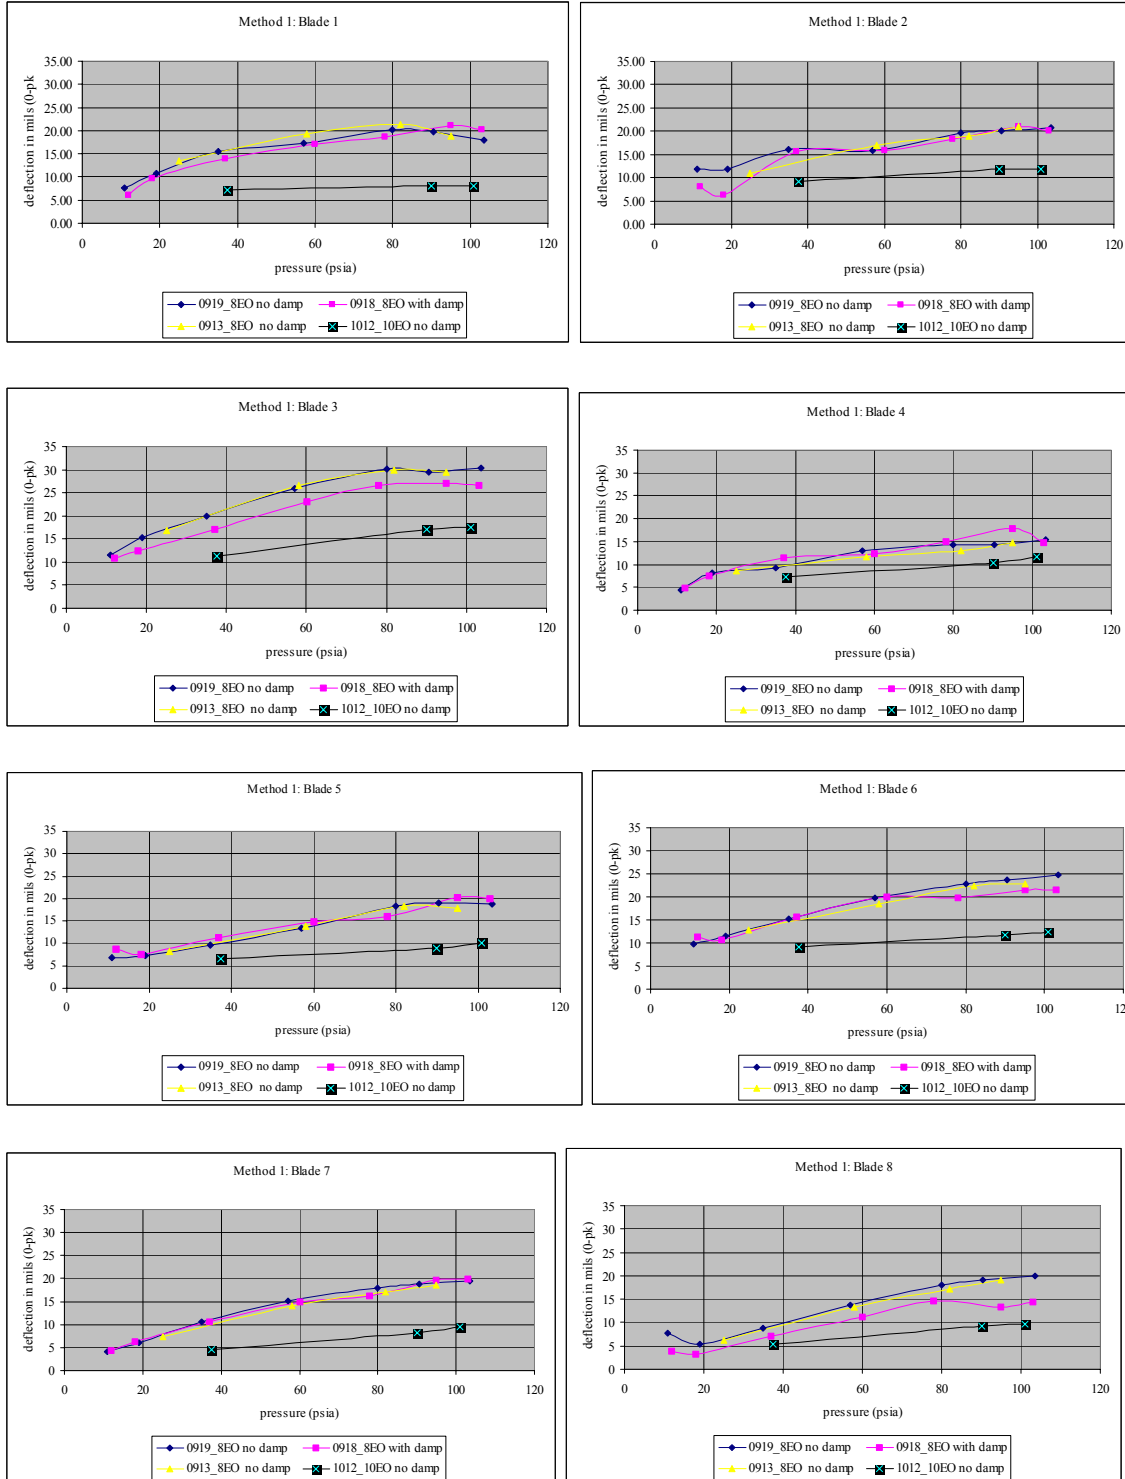 Method 1: Blade 1
deflection in mils (0-pk
35.00
30.00
25.00
20.00
15.00
10.00
5.00
0.00
0 20 40 60 80 100 120
pressure (psia)
0919_8EO no damp 0918_8EO with damp
0913_8EO no damp 1012_10EO no damp
Method 1: Blade 2
deflection in mils (0-pk
35.00
30.00
25.00
20.00
15.00
10.00
5.00
0.00
0 20 40 60 80 100 120
pressure (psia)
0919_8EO no damp 0918_8EO with damp
0913_8EO no damp 1012_10EO no damp
Method 1: Blade 3
deflection in mils (0-pk)
35
30
25
20
15
10
5
0
0 20 40 60 80 100 120
pressure (psia)
0919_8EO no damp 0918_8EO with damp
0913_8EO no damp 1012_10EO no damp
Method 1: Blade 4
deflection in mils (0-pk)
35
30
25
20
15
10
5
0
0 20 40 60 80 100 120
pressure (psia)
0919_8EO no damp 0918_8EO with damp
0913_8EO no damp 1012_10EO no damp
Method 1: Blade 5
deflection in mils (0-pk)
35
30
25
20
15
10
5
0
0 20 40 60 80 100 120
pressure (psia)
0919_8EO no damp 0918_8EO with damp
0913_8EO no damp 1012_10EO no damp
Method 1: Blade 6
deflection in mils (0-pk)
35
30
25
20
15
10
5
0
0 20 40 60 80 100 120
pressure (psia)
0919_8EO no damp 0918_8EO with damp
0913_8EO no damp 1012_10EO no damp
Method 1: Blade 7
deflection in mils (0-pk)
35
30
25
20
15
10
5
0
0 20 40 60 80 100 120
pressure (psia)
0919_8EO no damp 0918_8EO with damp
0913_8EO no damp 1012_10EO no damp
Method 1: Blade 8
deflection in mils (0-pk)
35
30
25
20
15
10
5
0
0 20 40 60 80 100 120
pressure (psia)
0919_8EO no damp 0918_8EO with damp
0913_8EO no damp 1012_10EO no damp